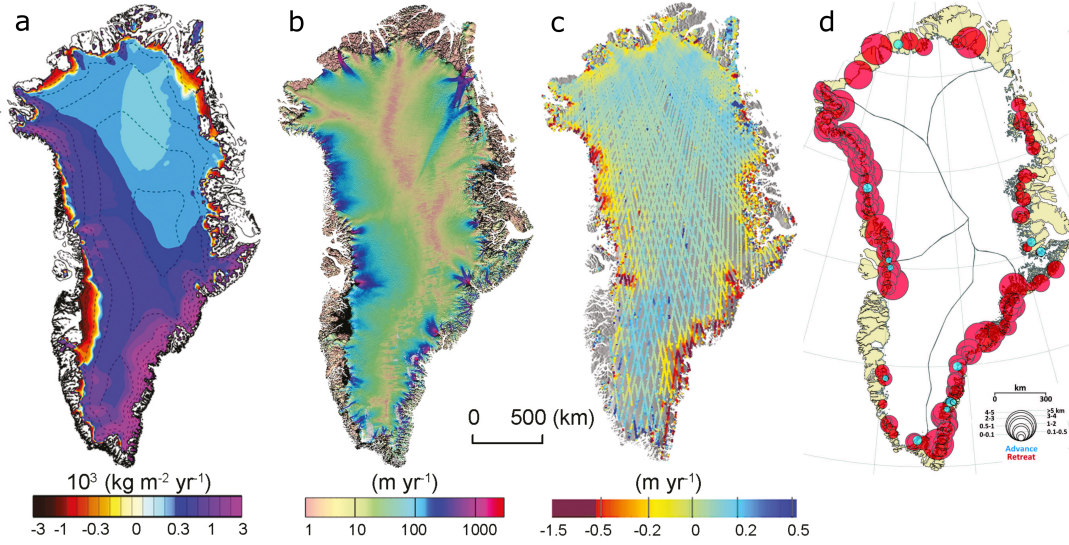 a
b
c
d
0 500 (km)
km
0 300
4-5 >5 km
2-3 3-4
0.5-1 1-2
0-0.1 0.1-0.5
Advance
Retreat
10³ (kg m⁻² yr⁻¹)
-3 -1 -0.3 0 0.3 1 3
(m yr⁻¹)
1 10 100 1000
(m yr⁻¹)
-1.5 -0.5 -0.2 0 0.2 0.5